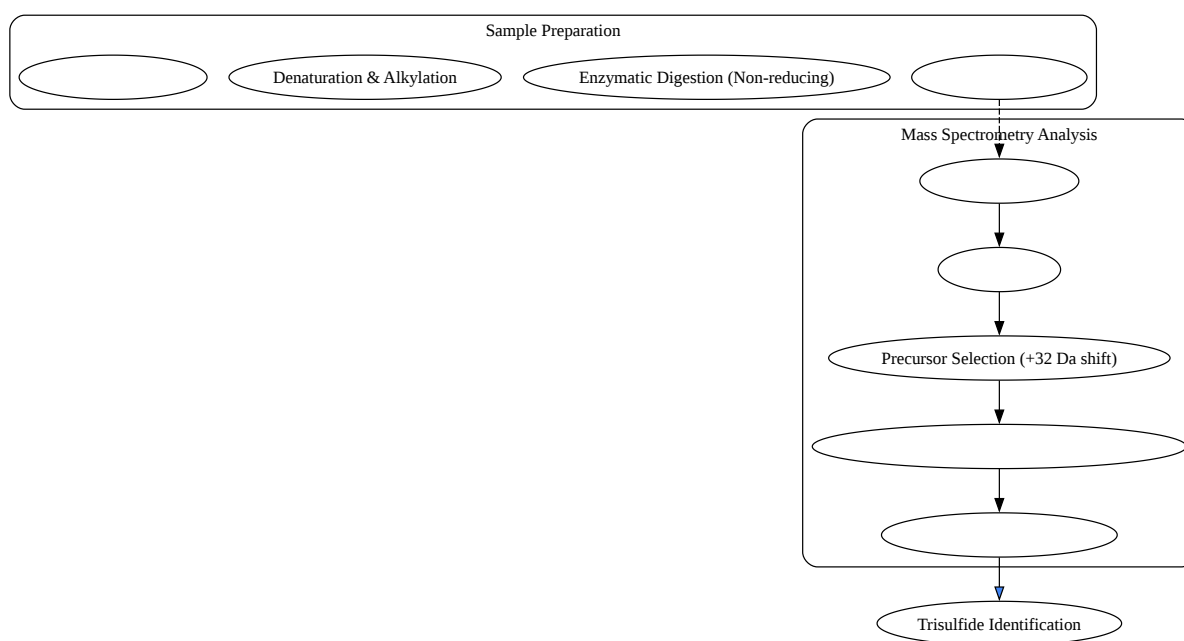 Sample Preparation
Denaturation & Alkylation
Enzymatic Digestion (Non-reducing)
Mass Spectrometry Analysis
Precursor Selection (+32 Da shift)
Trisulfide Identification